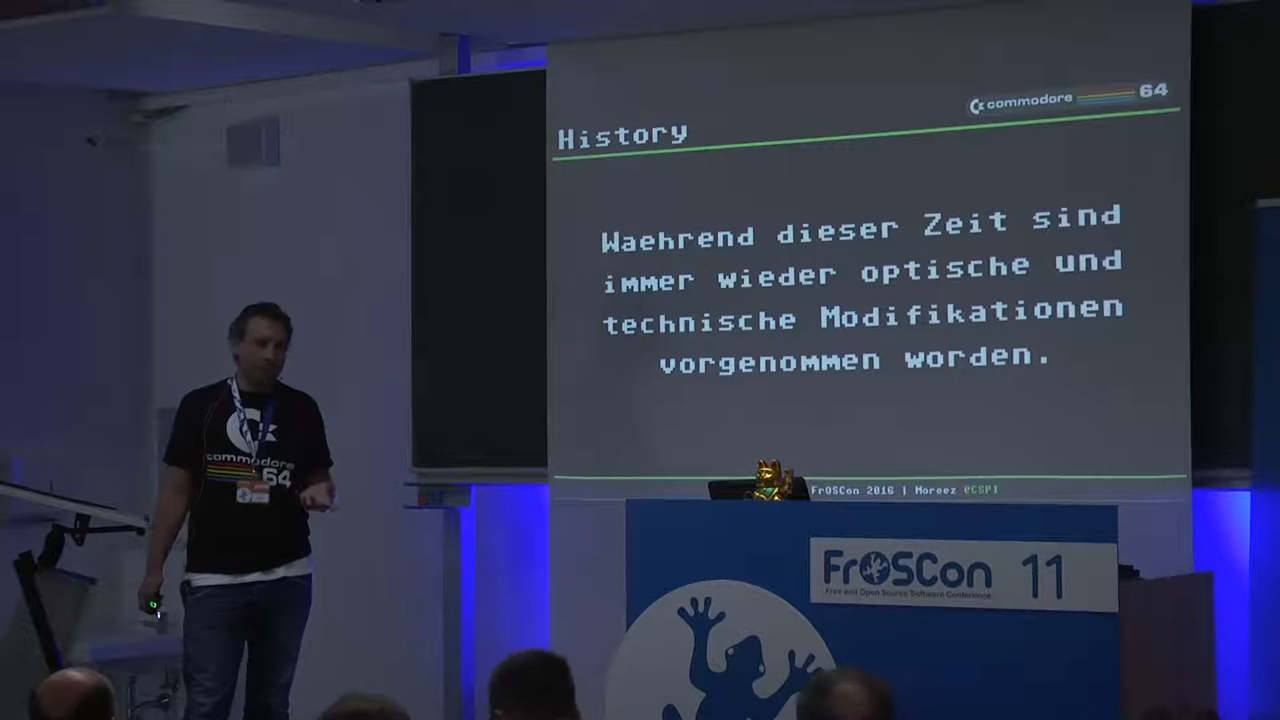 commodore 64
History
Waehrend dieser Zeit sind
immer wieder optische und
technische Modifikationen
vorgenommen worden.
FrOSCon 2016 | Moreez @CSPI
commodore
64
FrOSCon 11
Free and Open Source Software Conference